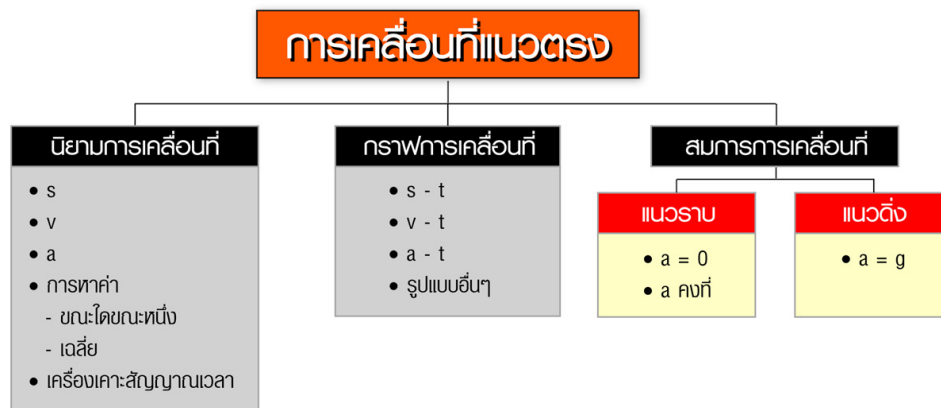 การเคลื่อนที่แนวตรง
นิยามการเคลื่อนที่
• s
• v
• a
• การหาค่า
- ขณะใดขณะหนึ่ง
- เฉลี่ย
• เครื่องเคาะสัญญาณเวลา
กราฟการเคลื่อนที่
• s - t
• v - t
• a - t
• รูปแบบอื่นๆ
สมการการเคลื่อนที่
แนวราบ
• a = 0
• a คงที่
แนวดิ่ง
• a = g